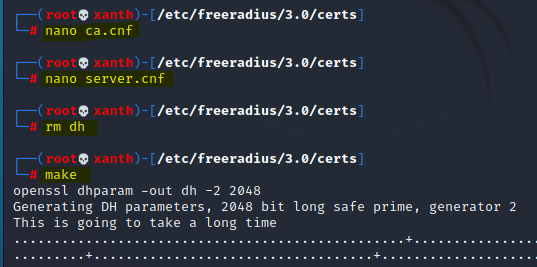 ┌──(root💀xanth)-[/etc/freeradius/3.0/certs]
└─# nano ca.cnf
┌──(root💀xanth)-[/etc/freeradius/3.0/certs]
└─# nano server.cnf
┌──(root💀xanth)-[/etc/freeradius/3.0/certs]
└─# rm dh
┌──(root💀xanth)-[/etc/freeradius/3.0/certs]
└─# make
openssl dhparam -out dh -2 2048
Generating DH parameters, 2048 bit long safe prime, generator 2
This is going to take a long time
..................................................+...............
.........+...................................+...................